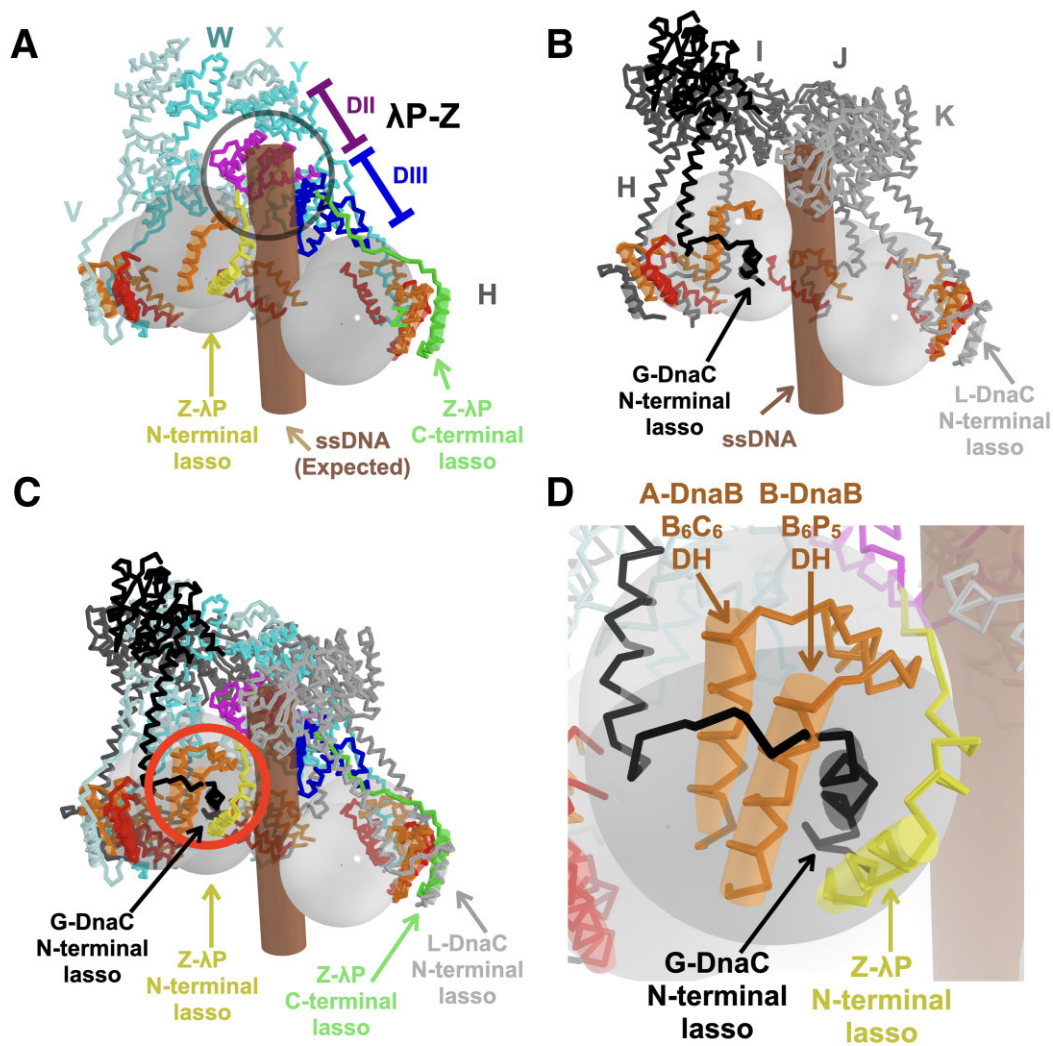 A
W
X
Y
DII
λP-Z
DIII
V
H
Z-λP
N-terminal
lasso
ssDNA
(Expected)
Z-λP
C-terminal
lasso
B
I
J
K
H
G-DnaC
N-terminal
lasso
ssDNA
L-DnaC
N-terminal
lasso
C
G-DnaC
N-terminal
lasso
Z-λP
N-terminal
lasso
Z-λP
C-terminal
lasso
L-DnaC
N-terminal
lasso
D
A-DnaB
B₆C₆
DH
B-DnaB
B₆P₅
DH
G-DnaC
N-terminal
lasso
Z-λP
N-terminal
lasso